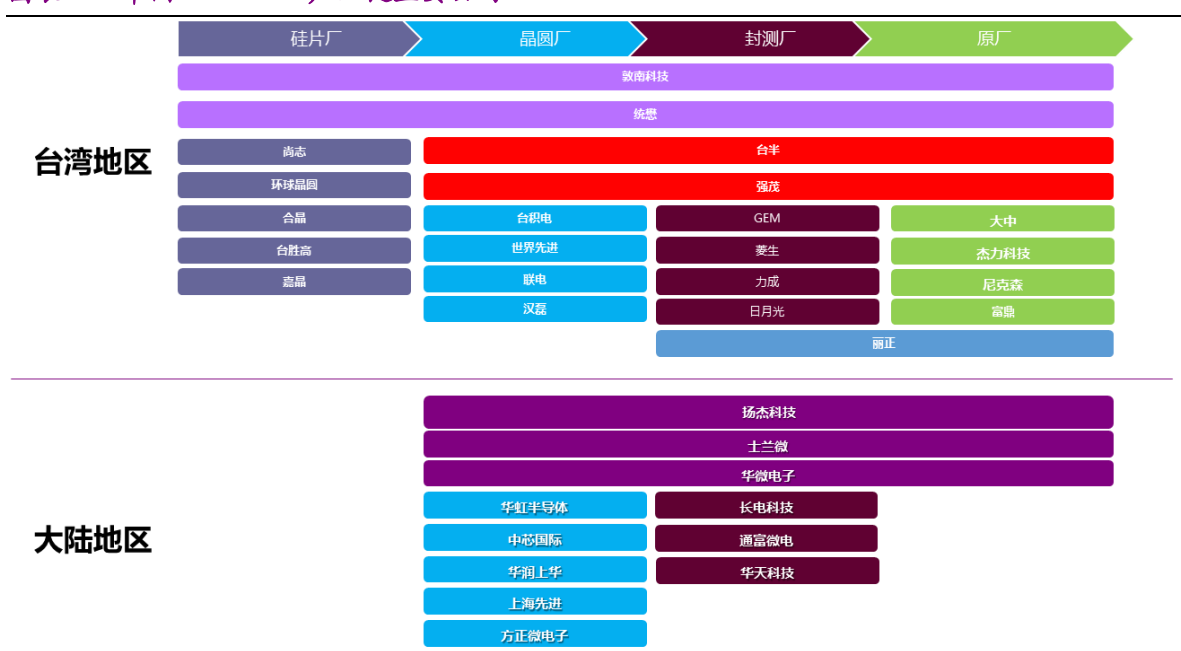 硅片厂 晶圆厂 封测厂 原厂
敦南科技
统懋
台湾地区
尚志 台半
环球晶圆 强茂
合晶 台积电 GEM 大中
台胜高 世界先进 菱生 杰力科技
嘉晶 联电 力成 尼克森
汉磊 日月光 富鼎
丽正
扬杰科技
士兰微
华微电子
大陆地区
华虹半导体 长电科技
中芯国际 通富微电
华润上华 华天科技
上海先进
方正微电子